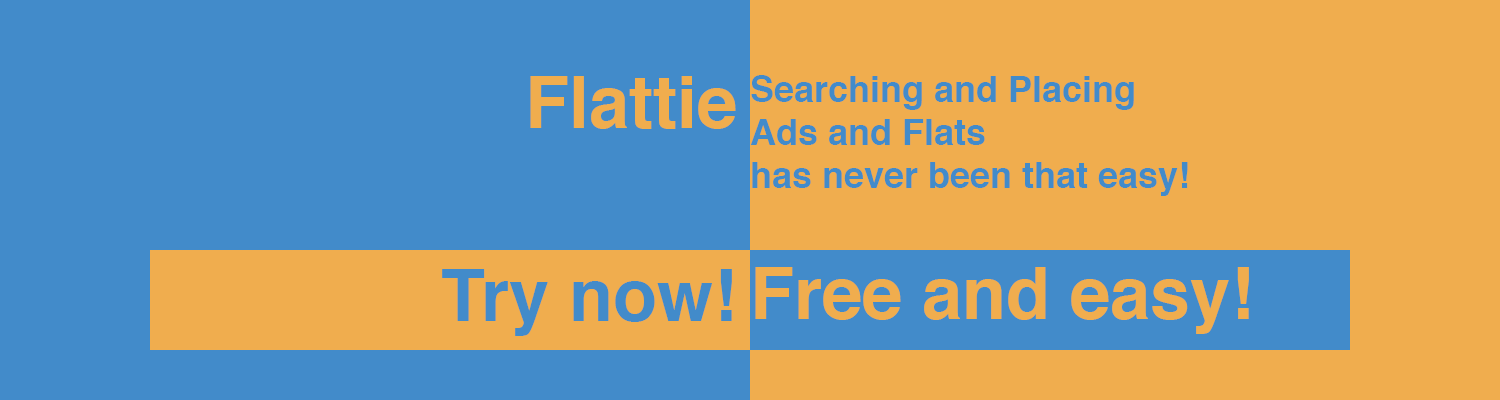 Flattie
Searching and Placing
Ads and Flats
has never been that easy!
Try now!
Free and easy!